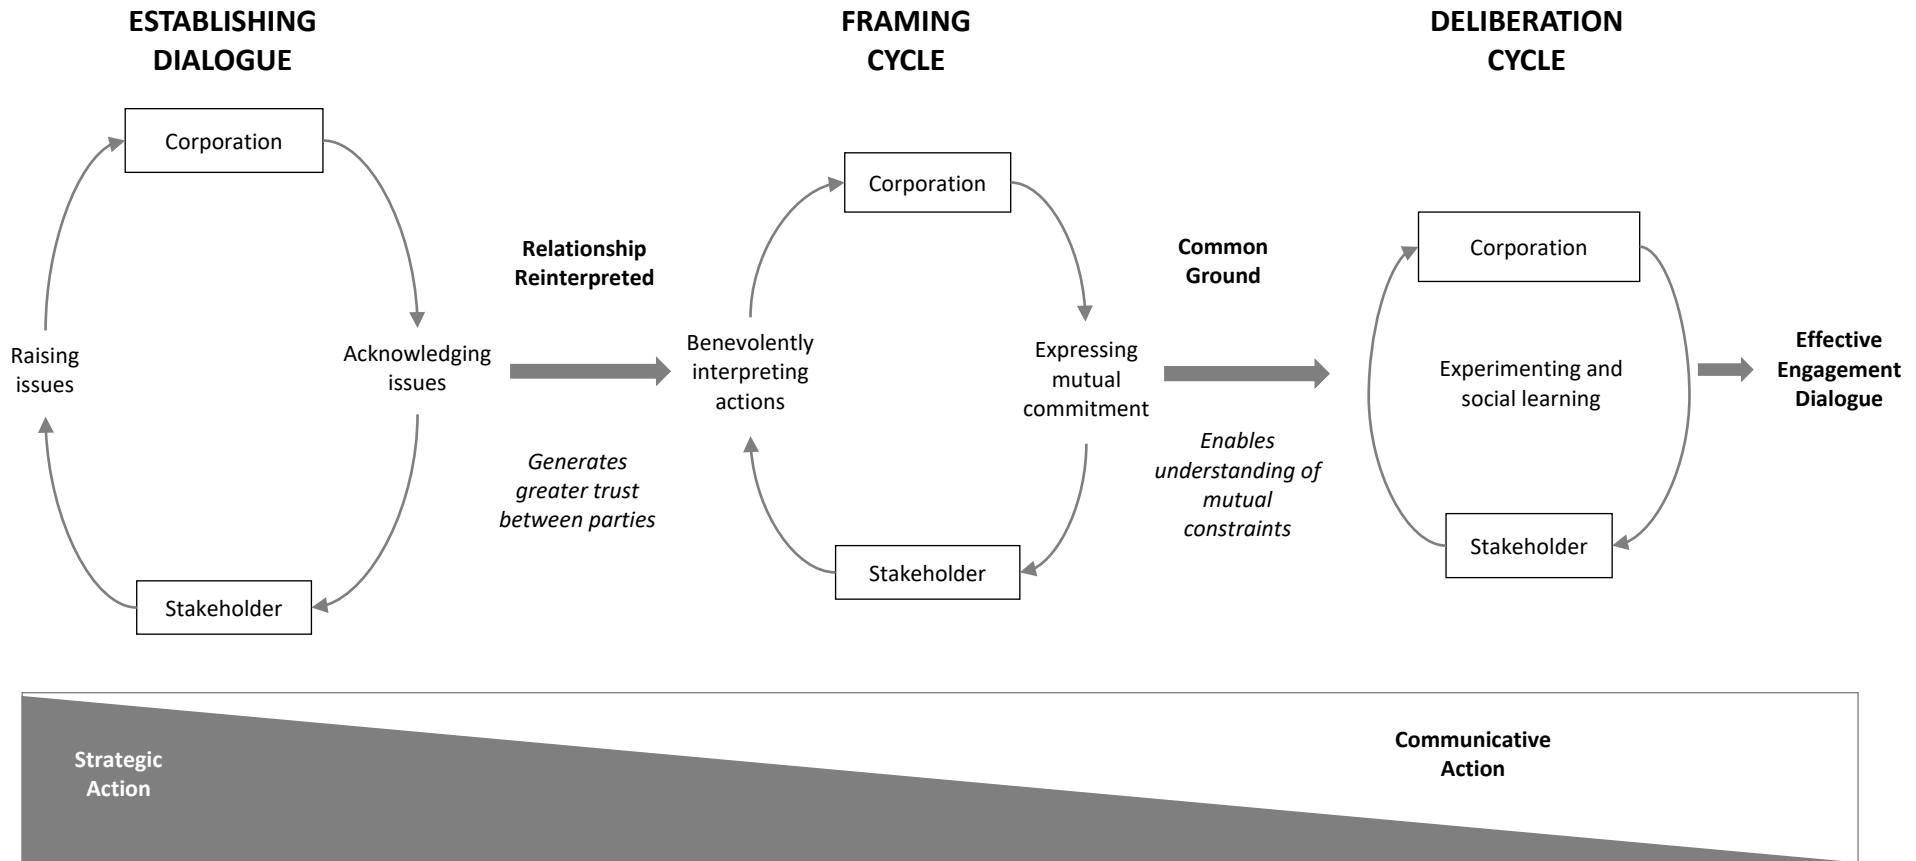 ESTABLISHING
DIALOGUE
FRAMING
CYCLE
DELIBERATION
CYCLE
Corporation
Raising
issues
Acknowledging
issues
Stakeholder
Relationship
Reinterpreted
Generates
greater trust
between parties
Corporation
Benevolently
interpreting
actions
Expressing
mutual
commitment
Stakeholder
Common
Ground
Enables
understanding of
mutual
constraints
Corporation
Experimenting and
social learning
Stakeholder
Effective
Engagement
Dialogue
Strategic
Action
Communicative
Action